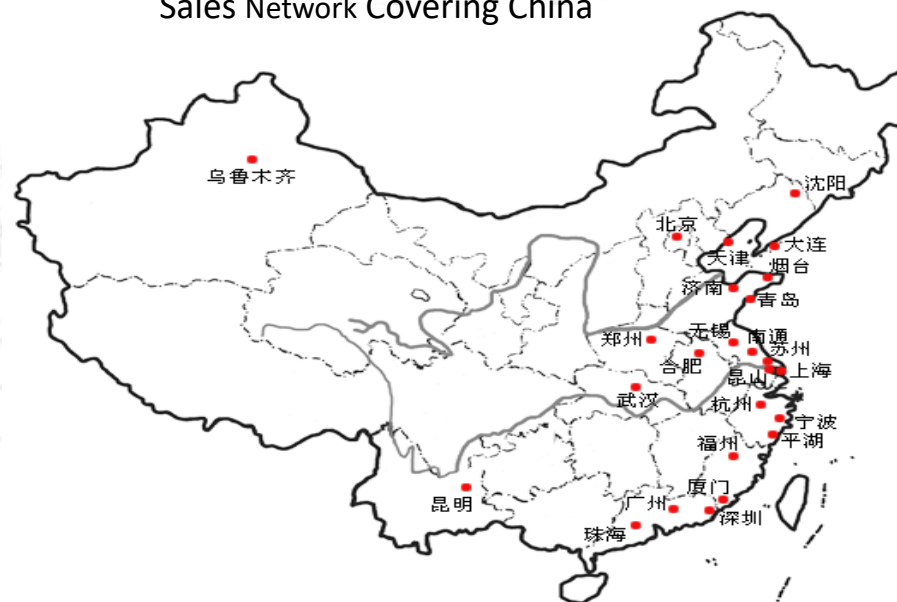 Sales Network Covering China
乌鲁木齐
沈阳
北京
大连
天津
烟台
济南
青岛
无锡
南通
郑州
苏州
合肥
昆山
上海
武汉
杭州
宁波
平湖
福州
厦门
昆明
广州
深圳
珠海